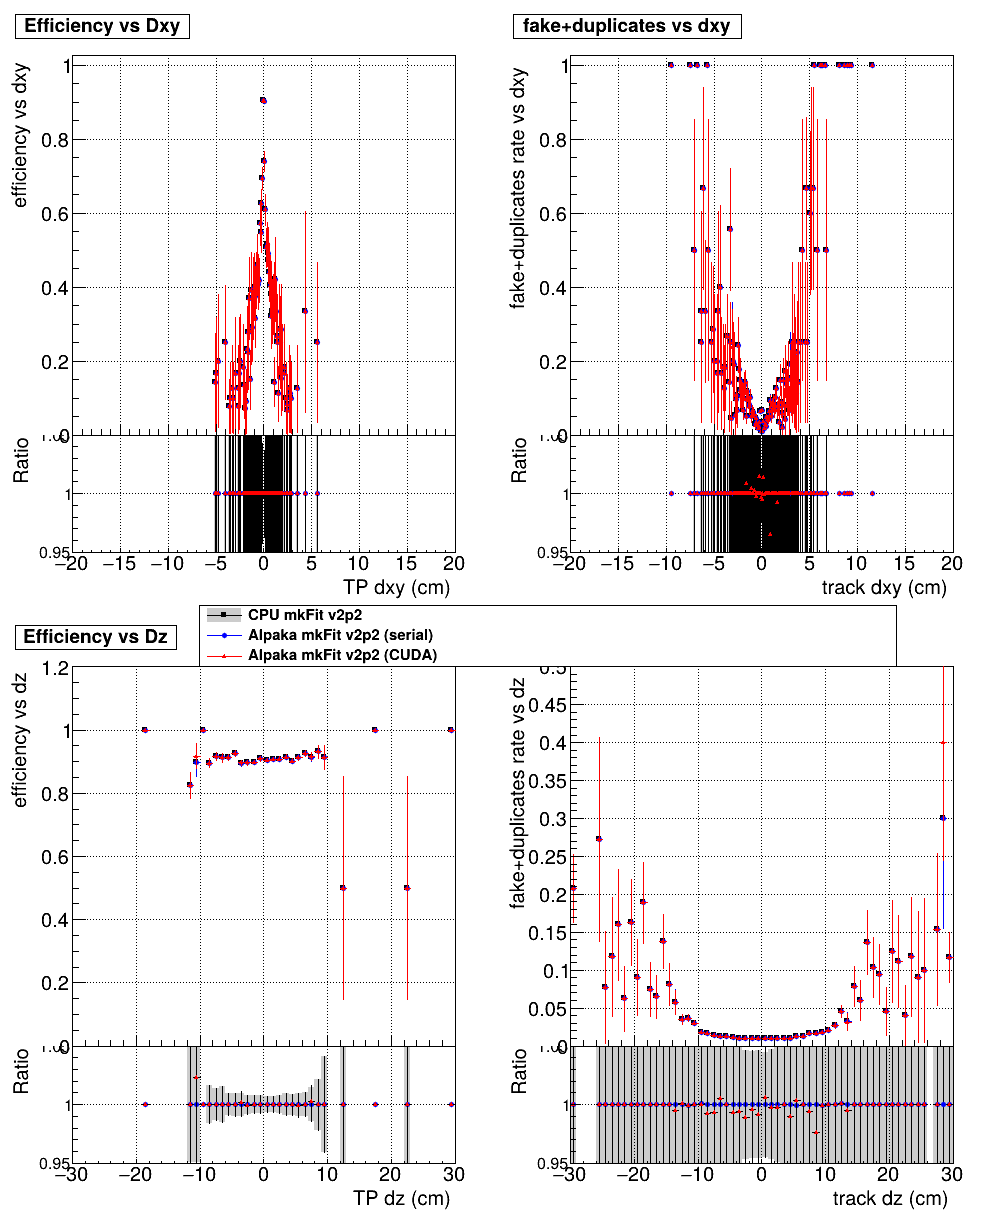 Efficiency vs Dxy
efficiency vs dxy
1
0.8
0.6
0.4
0.2
0
Ratio
1
0.95
−20 −15 −10 −5 0 5 10 15 20
TP dxy (cm)
fake+duplicates vs dxy
fake+duplicates rate vs dxy
1
0.8
0.6
0.4
0.2
0
Ratio
1
0.95
−20 −15 −10 −5 0 5 10 15 20
track dxy (cm)
CPU mkFit v2p2
Alpaka mkFit v2p2 (serial)
Alpaka mkFit v2p2 (CUDA)
Efficiency vs Dz
efficiency vs dz
1.2
1
0.8
0.6
0.4
0.2
0
Ratio
1
0.95
−30 −20 −10 0 10 20 30
TP dz (cm)
fake+duplicates rate vs dz
0.5
0.45
0.4
0.35
0.3
0.25
0.2
0.15
0.1
0.05
0
Ratio
1
0.95
−30 −20 −10 0 10 20 30
track dz (cm)